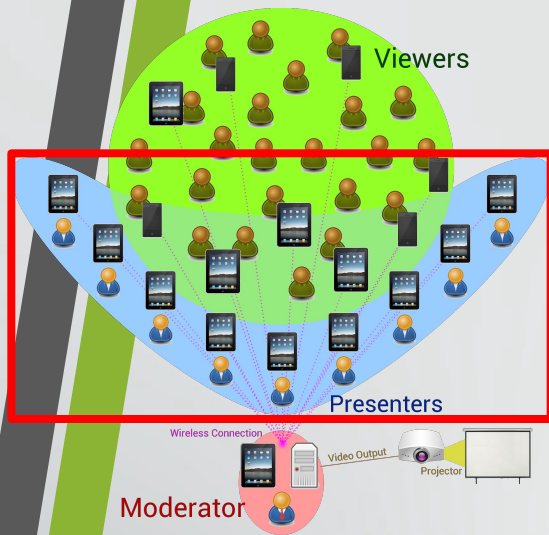 Viewers
Presenters
Wireless Connection
Video Output
Projector
Moderator